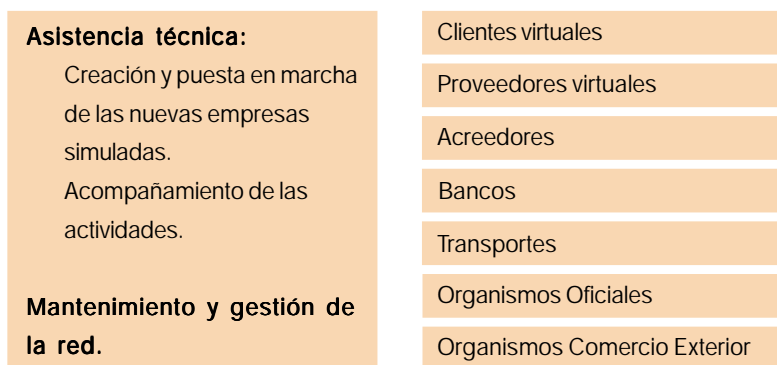 Asistencia técnica:
Creación y puesta en marcha
de las nuevas empresas
simuladas.
Acompañamiento de las
actividades.
Mantenimiento y gestión de
la red.
Clientes virtuales
Proveedores virtuales
Acreedores
Bancos
Transportes
Organismos Oficiales
Organismos Comercio Exterior